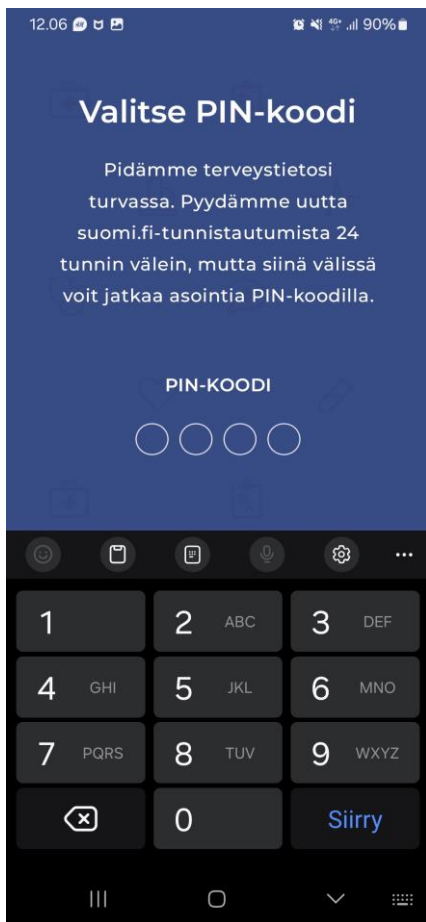 12.06 4G+ 90%
Valitse PIN-koodi
Pidämme terveystietosi
turvassa. Pyydämme uutta
suomi.fi-tunnistautumista 24
tunnin välein, mutta siinä välissä
voit jatkaa asiointia PIN-koodilla.
PIN-KOODI
1 2 ABC 3 DEF
4 GHI 5 JKL 6 MNO
7 PQRS 8 TUV 9 WXYZ
0 Siirry